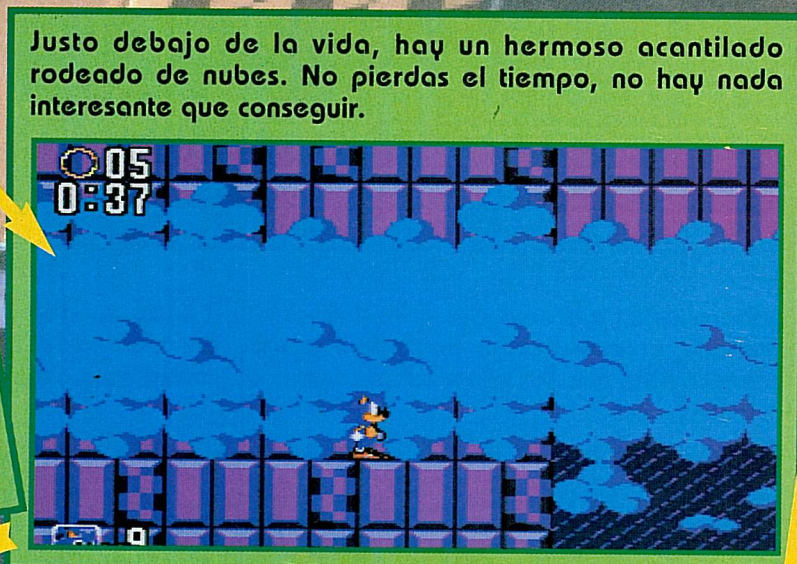 Justo debajo de la vida, hay un hermoso acantilado
rodeado de nubes. No pierdas el tiempo, no hay nada
interesante que conseguir.
05
0:37
9